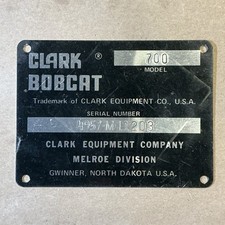 CLARK
BOBCAT
700
MODEL
Trademark of CLARK EQUIPMENT CO., U.S.A.
SERIAL NUMBER
CLARK EQUIPMENT COMPANY
MELROE DIVISION
GWINNER, NORTH DAKOTA U.S.A.